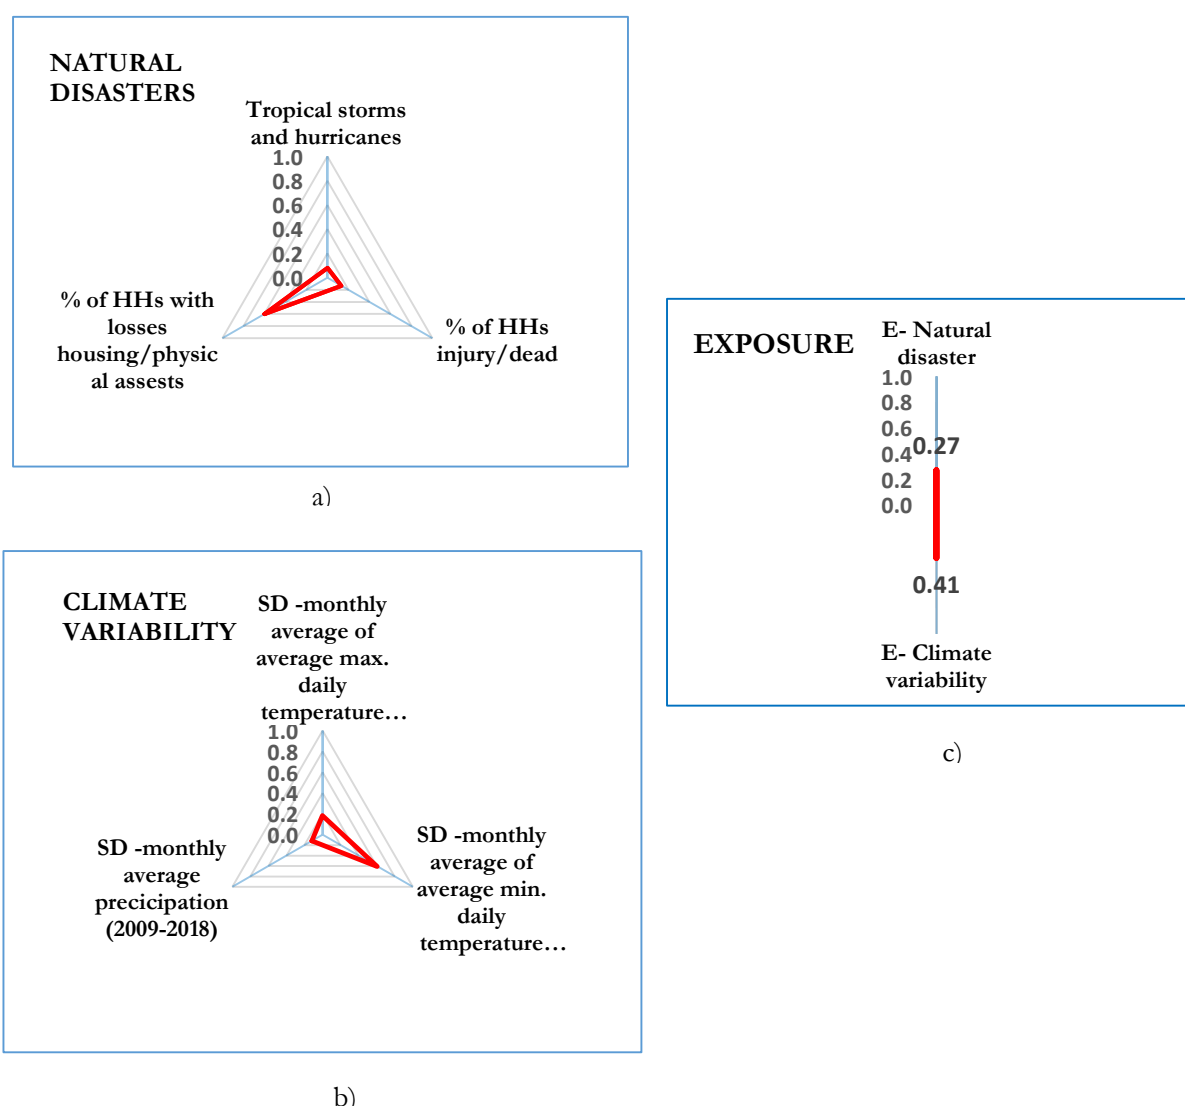 NATURAL
DISASTERS
Tropical storms
and hurricanes
1.0
0.8
0.6
0.4
0.2
0.0
% of HHs with
losses
housing/physic
al assests
% of HHs
injury/dead
a)
CLIMATE
VARIABILITY
SD -monthly
average of
average max.
daily
temperature…
1.0
0.8
0.6
0.4
0.2
0.0
SD -monthly
average
precicipation
(2009-2018)
SD -monthly
average of
average min.
daily
temperature…
b)
EXPOSURE
E- Natural
disaster
1.0
0.8
0.6
0.4
0.2
0.0
0.27
0.41
E- Climate
variability
c)